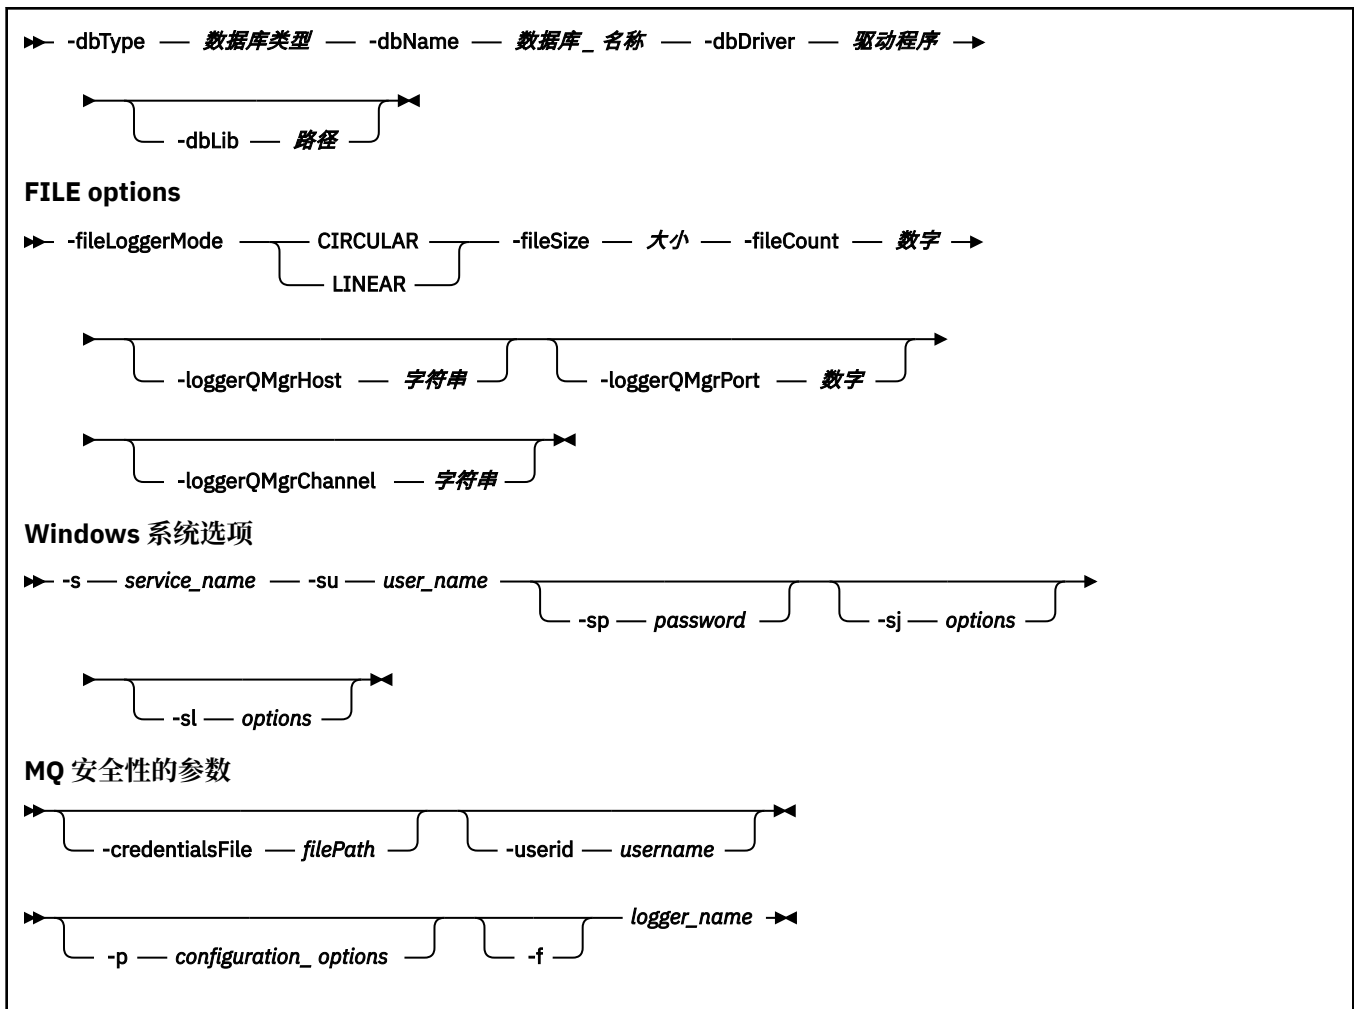 -dbType 数据库类型 -dbName 数据库_ 名称 -dbDriver 驱动程序
-dbLib 路径
FILE options
-fileLoggerMode CIRCULAR -fileSize 大小 -fileCount 数字
LINEAR
-loggerQMgrHost 字符串 -loggerQMgrPort 数字
-loggerQMgrChannel 字符串
Windows 系统选项
-s service_name -su user_name
-sp password -sj options
-sl options
MQ 安全性的参数
-credentialsFile filePath -userid username
logger_name
-p configuration_ options -f